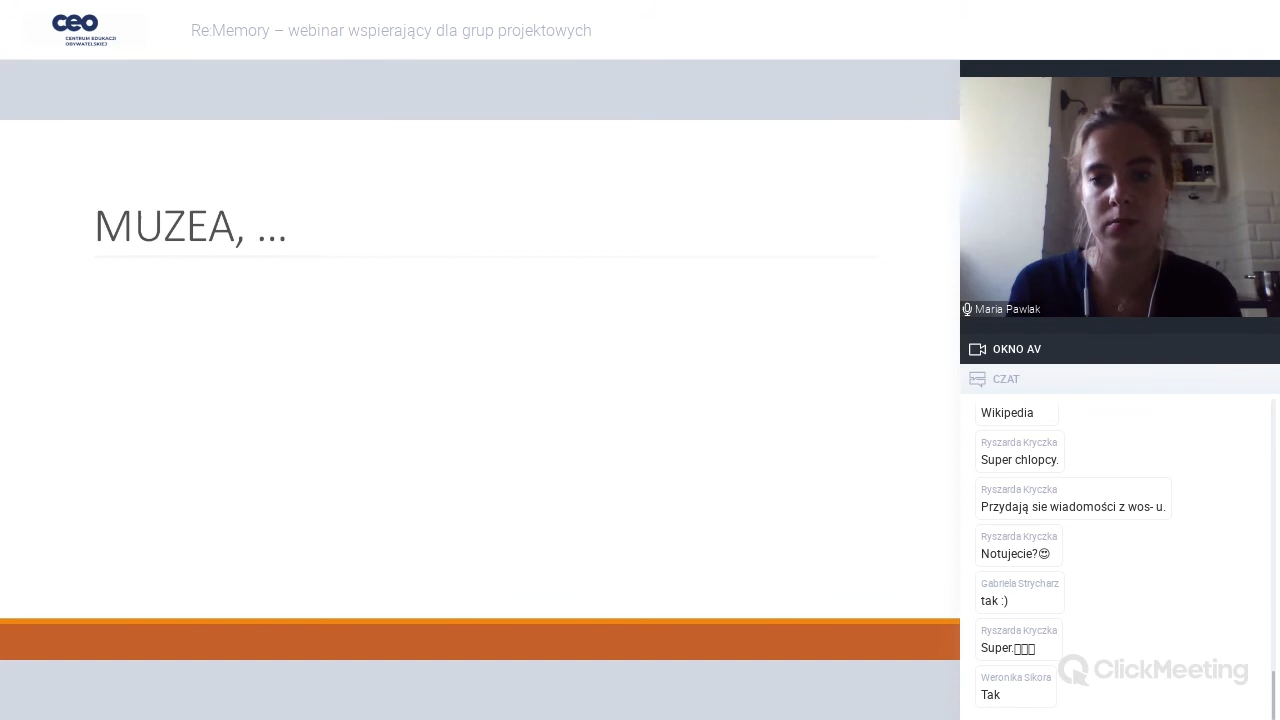 ceo
CENTRUM EDUKACJI
OBYWATELSKIEJ
Re:Memory – webinar wspierający dla grup projektowych
MUZEA, ...
Maria Pawlak
OKNO AV
CZAT
Wikipedia
Ryszarda Kryczka
Super chlopcy.
Ryszarda Kryczka
Przydają sie wiadomości z wos- u.
Ryszarda Kryczka
Notujecie?😍
Gabriela Strycharz
tak :)
Ryszarda Kryczka
Super.
Weronika Sikora
Tak
ClickMeeting